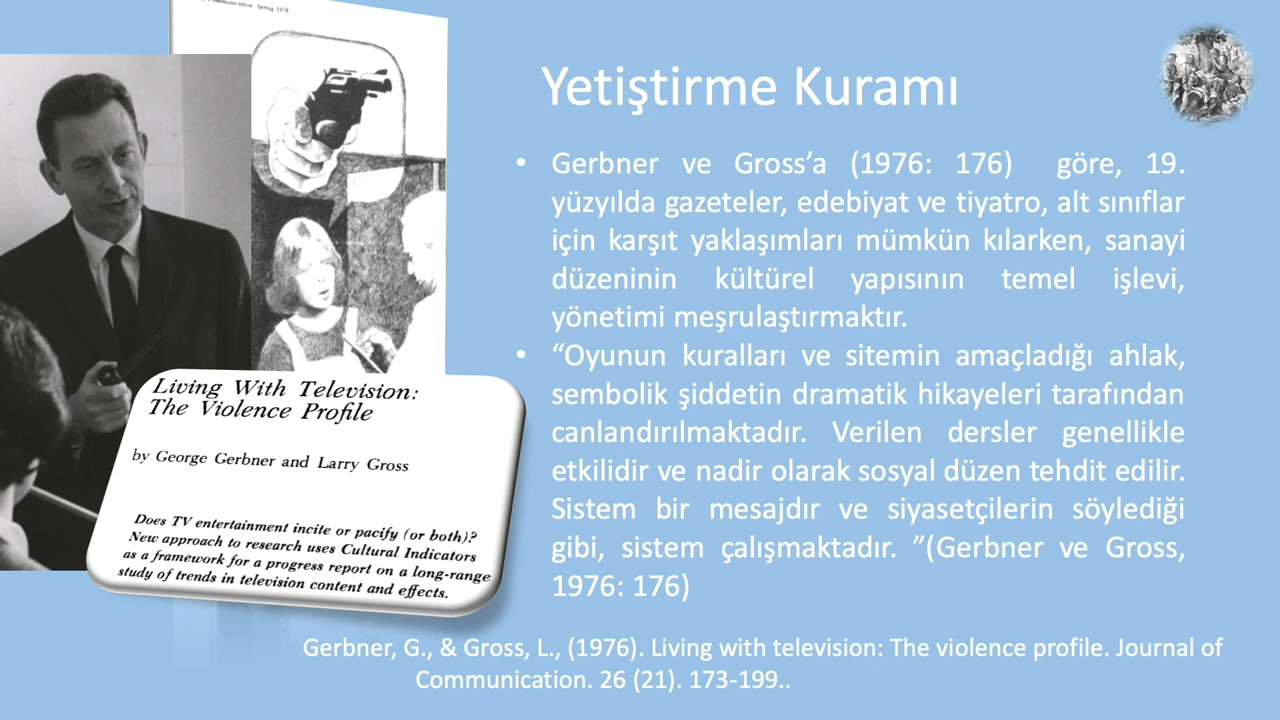 Communication, Spring 1976
Yetiştirme Kuramı
• Gerbner ve Gross’a (1976: 176) göre, 19.
yüzyılda gazeteler, edebiyat ve tiyatro, alt sınıflar
için karşıt yaklaşımları mümkün kılarken, sanayi
düzeninin kültürel yapısının temel işlevi,
yönetimi meşrulaştırmaktır.
• “Oyunun kuralları ve sitemin amaçladığı ahlak,
sembolik şiddetin dramatik hikayeleri tarafından
canlandırılmaktadır. Verilen dersler genellikle
etkilidir ve nadir olarak sosyal düzen tehdit edilir.
Sistem bir mesajdır ve siyasetçilerin söylediği
gibi, sistem çalışmaktadır. ”(Gerbner ve Gross,
1976: 176)
Living With Television:
The Violence Profile
by George Gerbner and Larry Gross
Does TV entertainment incite or pacify (or both)?
New approach to research uses Cultural Indicators
as a framework for a progress report on a long-range
study of trends in television content and effects.
Gerbner, G., & Gross, L., (1976). Living with television: The violence profile. Journal of
Communication. 26 (21). 173-199..